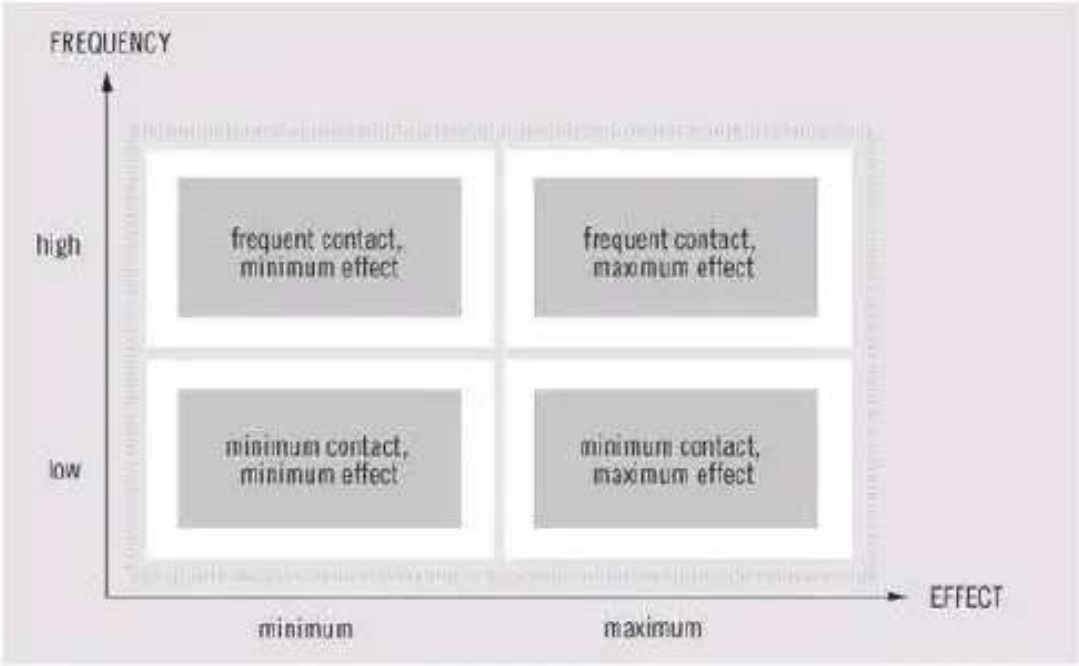 FREQUENCY
high
frequent contact,
minimum effect
frequent contact,
maximum effect
low
minimum contact,
minimum effect
minimum contact,
maximum effect
EFFECT
minimum
maximum